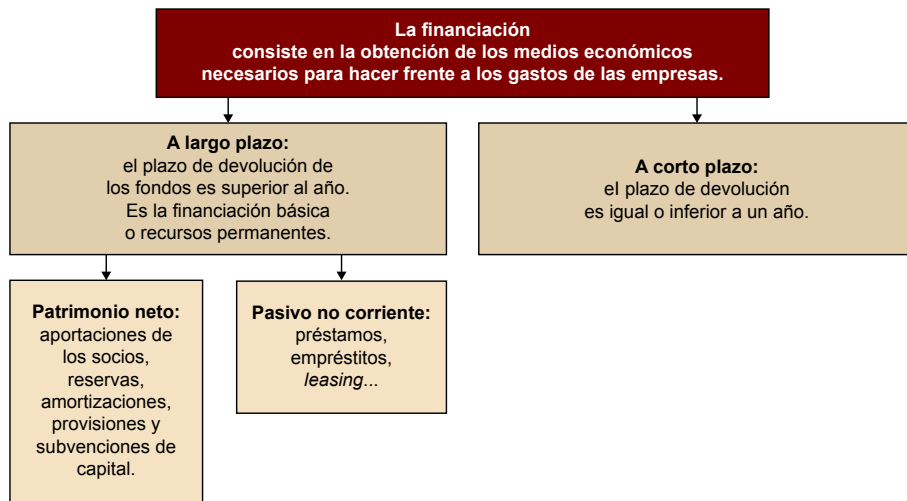 La financiación
consiste en la obtención de los medios económicos
necesarios para hacer frente a los gastos de las empresas.
A largo plazo:
el plazo de devolución de
los fondos es superior al año.
Es la financiación básica
o recursos permanentes.
A corto plazo:
el plazo de devolución
es igual o inferior a un año.
Patrimonio neto:
aportaciones de
los socios,
reservas,
amortizaciones,
provisiones y
subvenciones de
capital.
Pasivo no corriente:
préstamos,
empréstitos,
leasing...